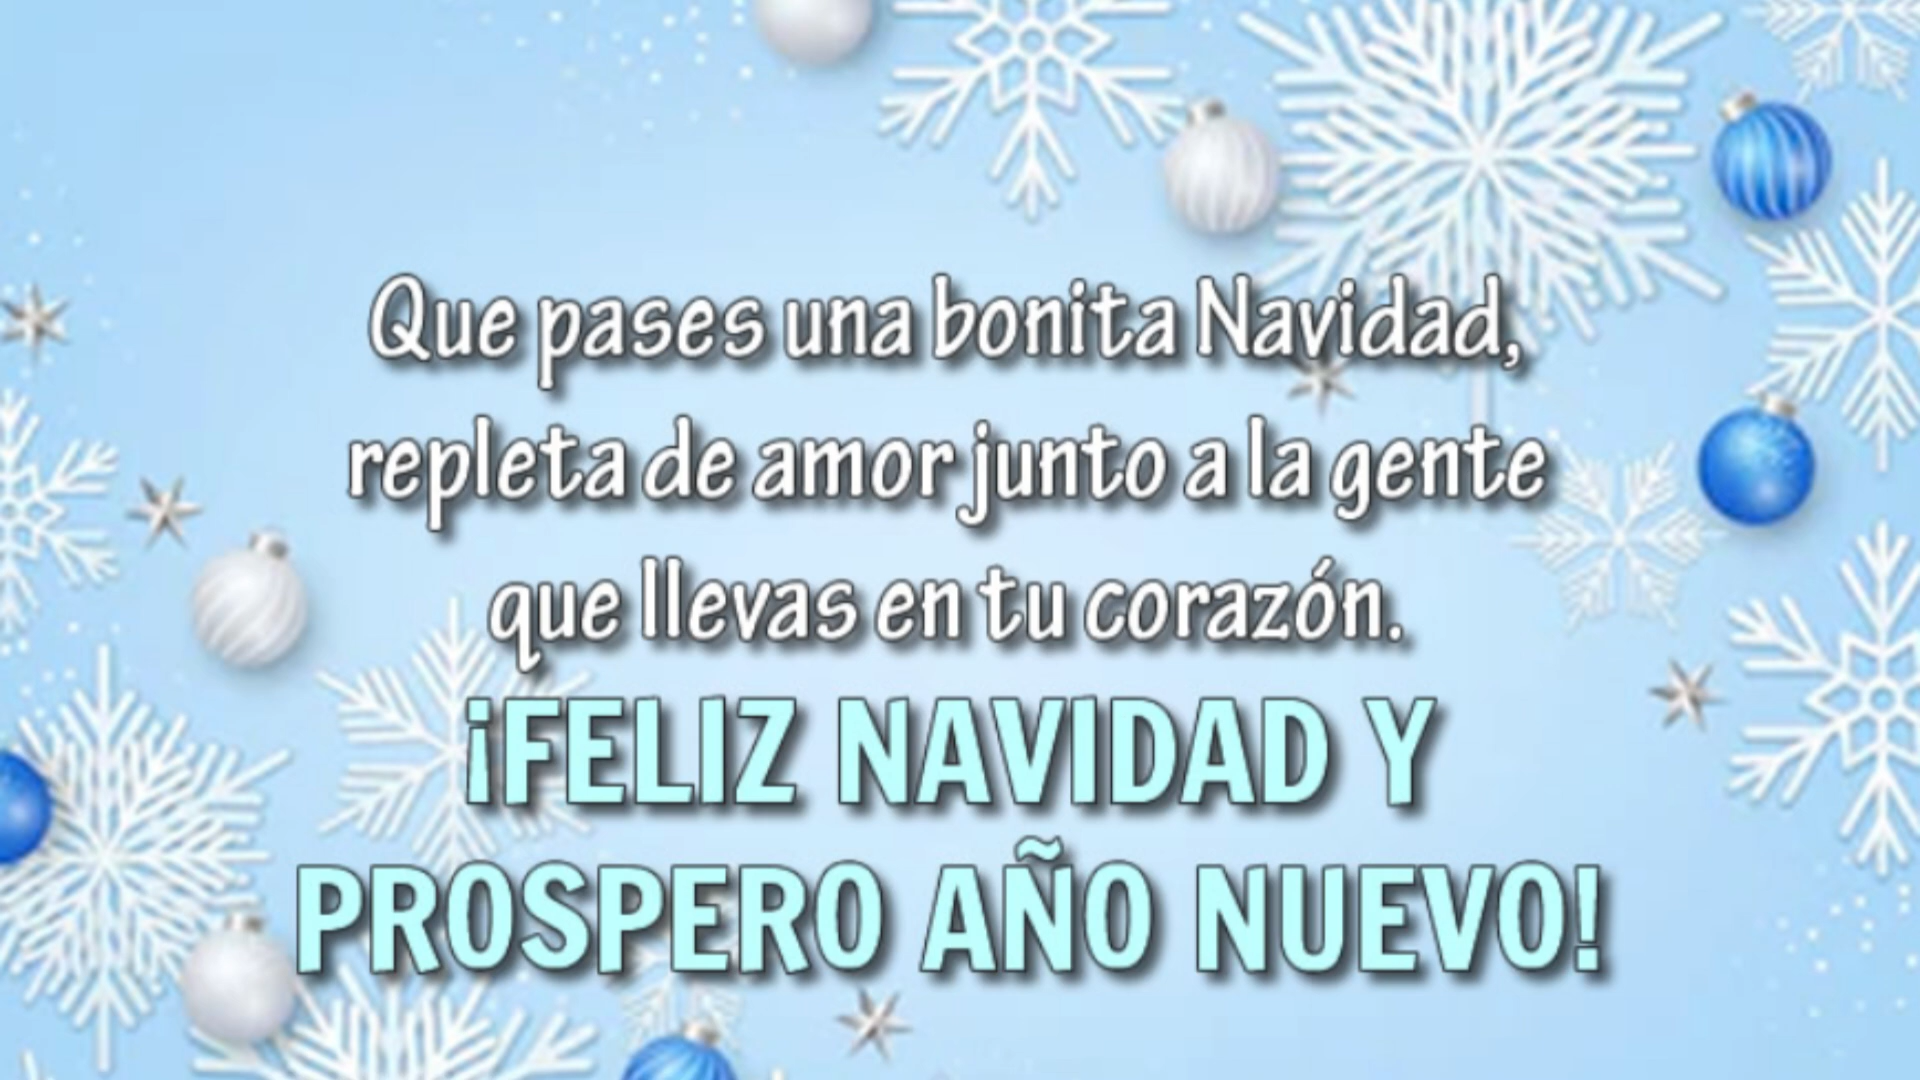 Que pases una bonita Navidad,
repleta de amor junto a la gente
que llevas en tu corazón.
¡FELIZ NAVIDAD Y
PROSPERO AÑO NUEVO!